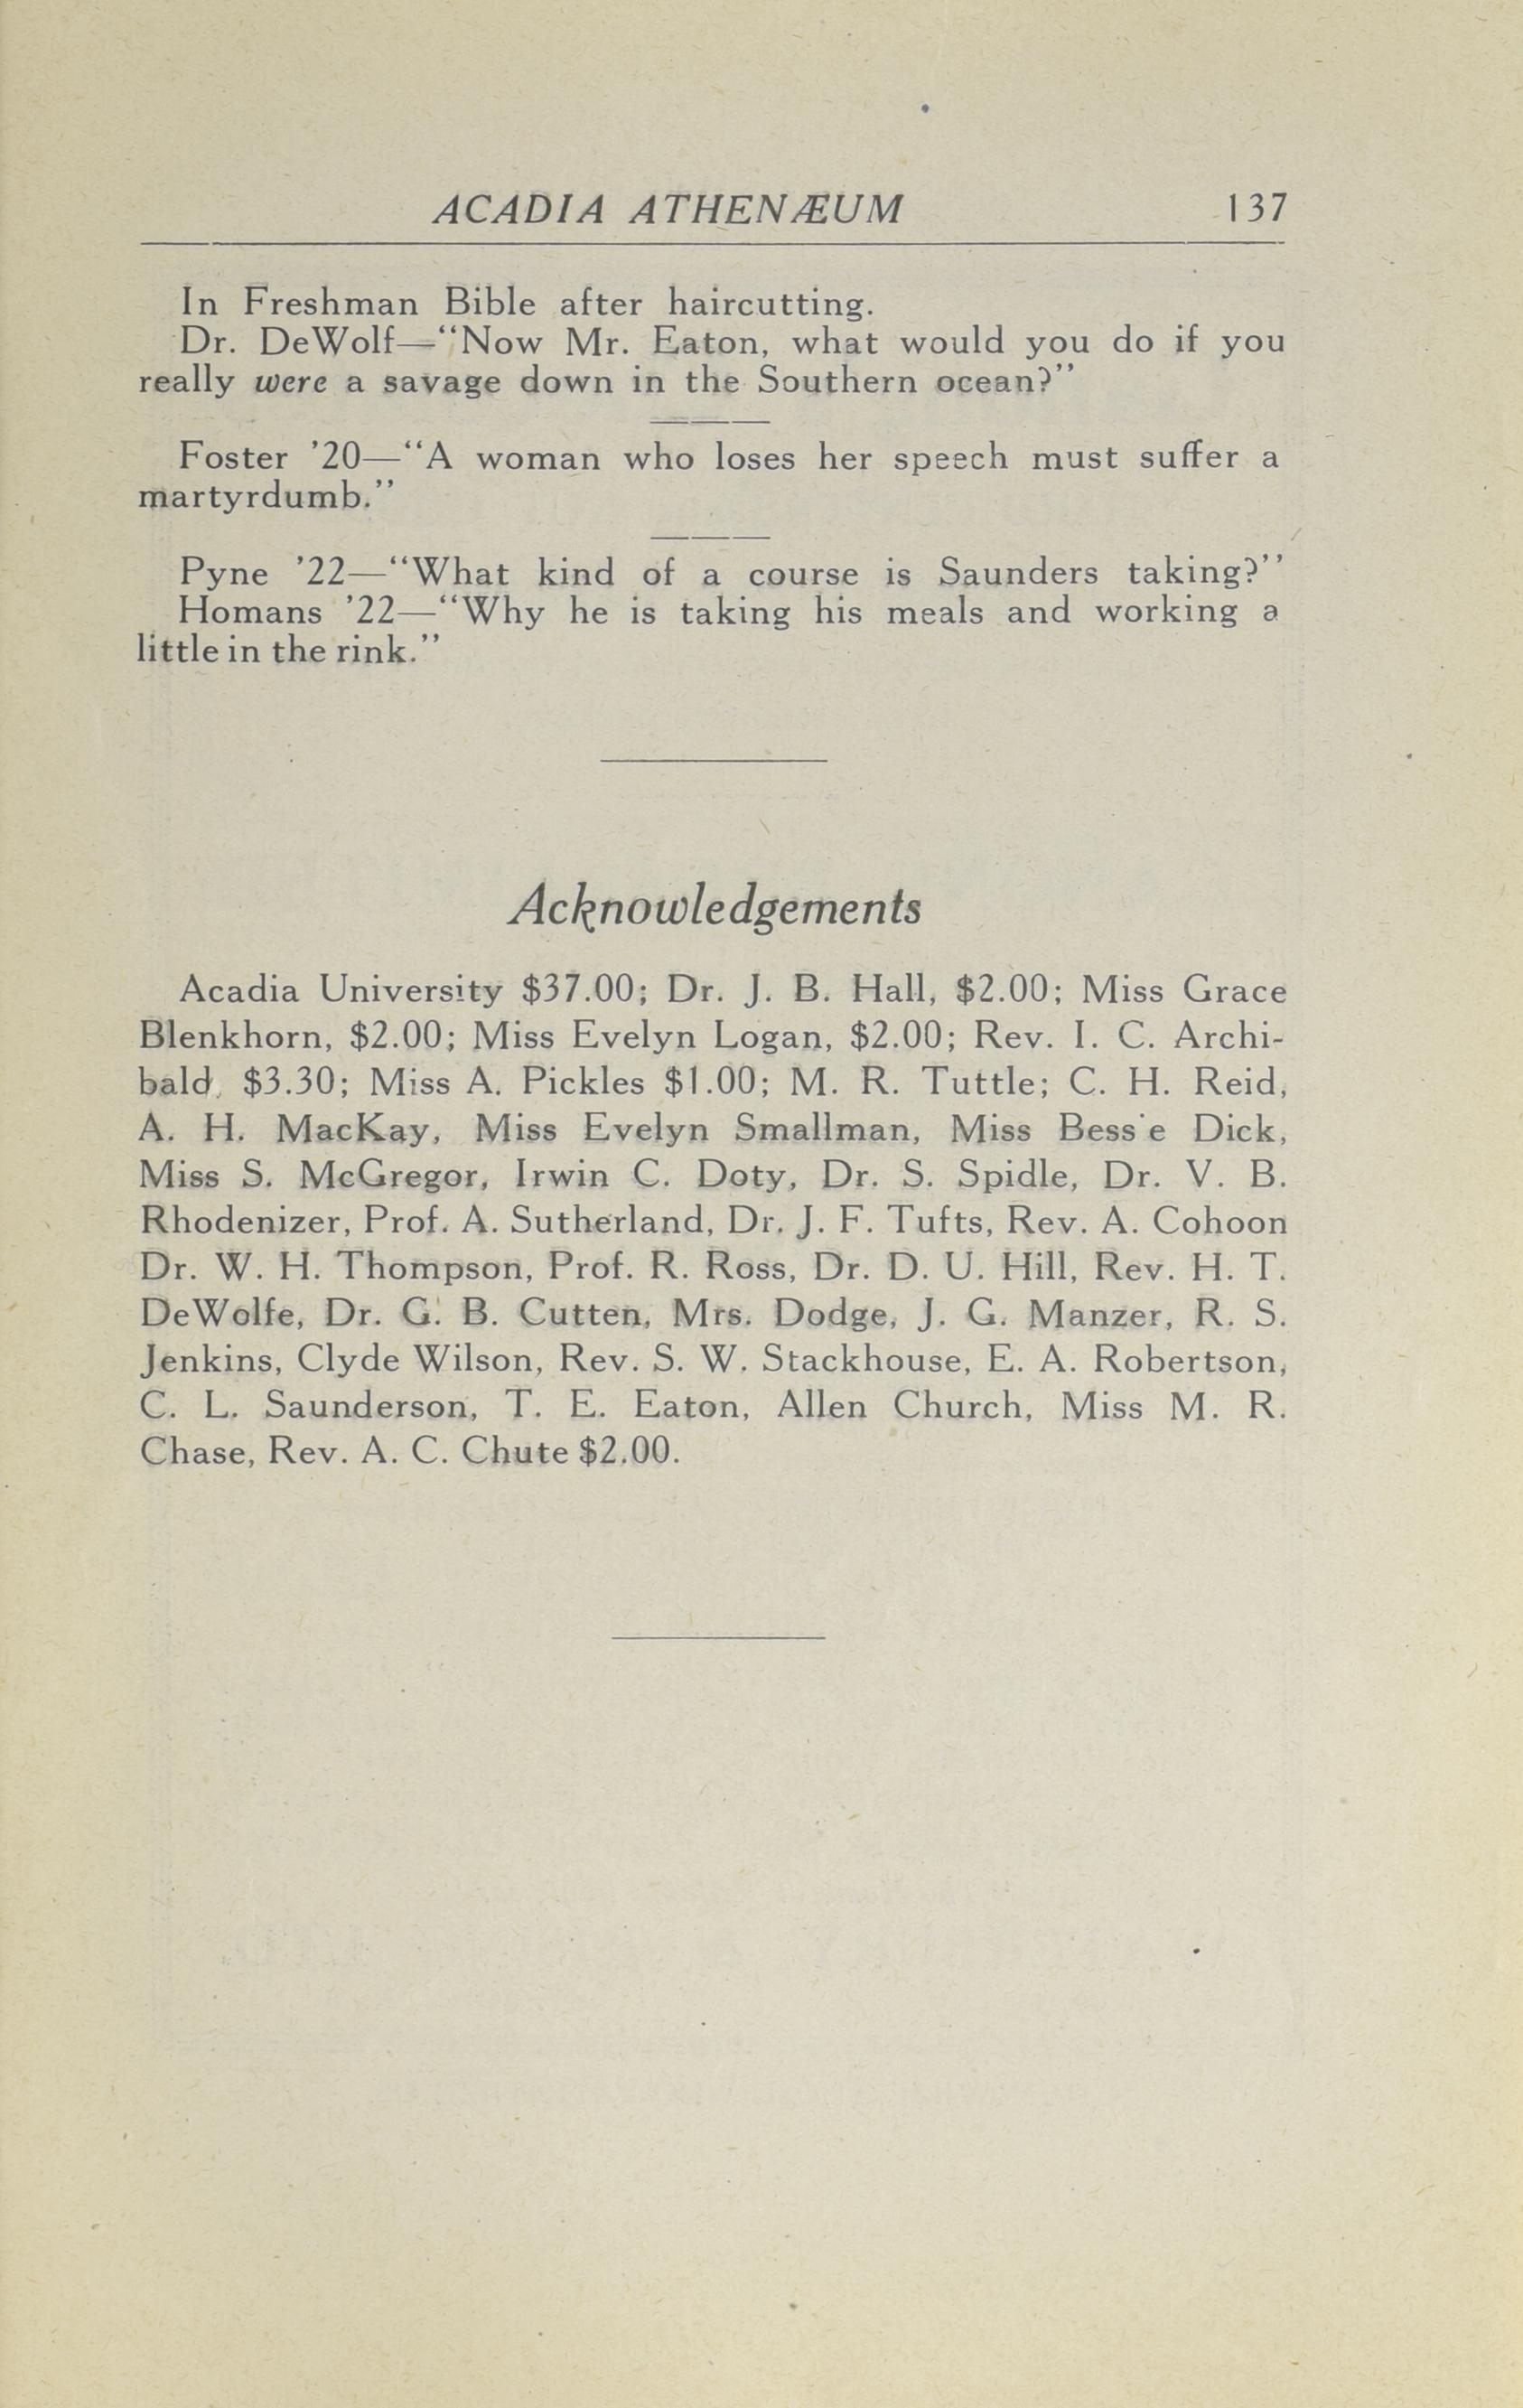 ACADIA ATHENÆUM 137
In Freshman Bible after haircutting.
Dr. DeWolf—“Now Mr. Eaton, what would you do if you
really were a savage down in the Southern ocean?”
Foster ’20—“A woman who loses her speech must suffer a
martyrdumb.”
Pyne ’22—“What kind of a course is Saunders taking?”
Homans ’22—“Why he is taking his meals and working a
little in the rink.”
Acknowledgements
Acadia University $37.00; Dr. J. B. Hall, $2.00; Miss Grace
Blenkhorn, $2.00; Miss Evelyn Logan, $2.00; Rev. I. C. Archi-
bald, $3.30; Miss A. Pickles $1.00; M. R. Tuttle; C. H. Reid,
A. H. MacKay, Miss Evelyn Smallman, Miss Bessie Dick,
Miss S. McGregor, Irwin C. Doty, Dr. S. Spidle, Dr. V. B.
Rhodenizer, Prof. A. Sutherland, Dr. J. F. Tufts, Rev. A. Cohoon
Dr. W. H. Thompson, Prof. R. Ross, Dr. D. U. Hill, Rev. H. T.
DeWolfe, Dr. G. B. Cutten, Mrs. Dodge, J. G. Manzer, R. S.
Jenkins, Clyde Wilson, Rev. S. W. Stackhouse, E. A. Robertson,
C. L. Saunderson, T. E. Eaton, Allen Church, Miss M. R.
Chase, Rev. A. C. Chute $2.00.